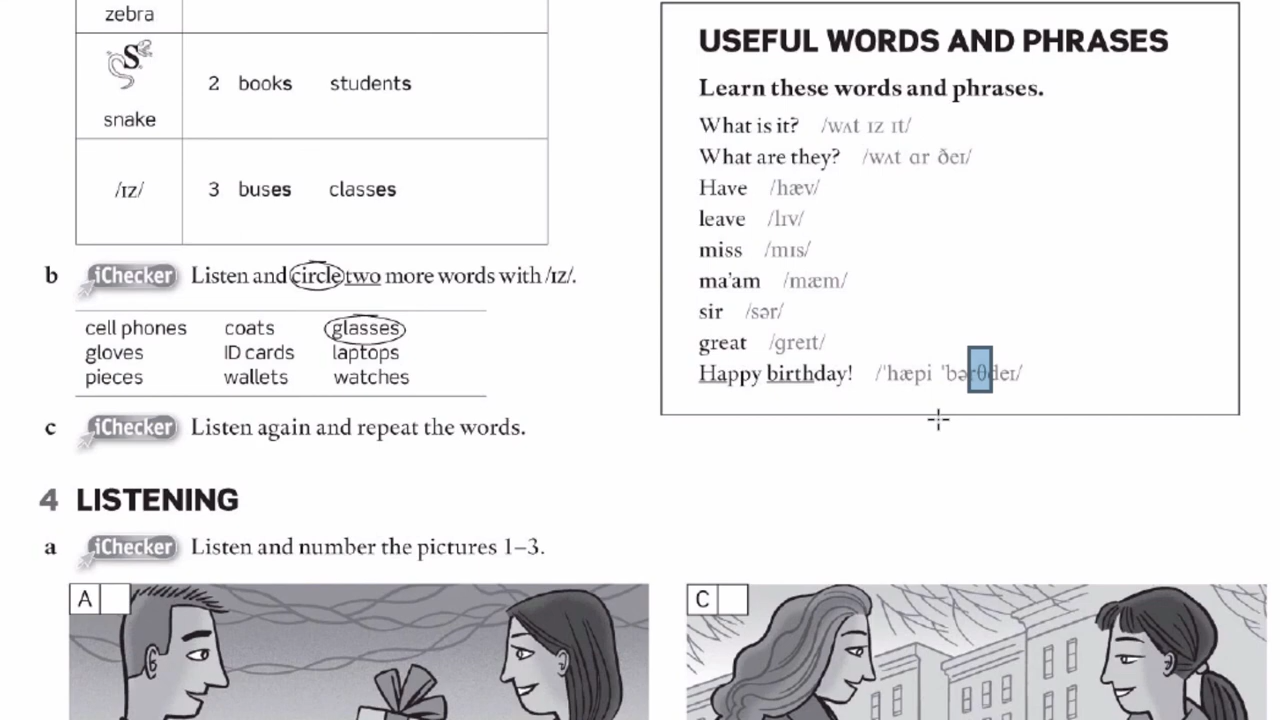 zebra
S
snake
2 books students
/ɪz/
3 buses classes
b iChecker Listen and circle two more words with /ɪz/.
cell phones coats glasses
gloves ID cards laptops
pieces wallets watches
c iChecker Listen again and repeat the words.
4 LISTENING
a iChecker Listen and number the pictures 1–3.
A
USEFUL WORDS AND PHRASES
Learn these words and phrases.
What is it? /wʌt ɪz ɪt/
What are they? /wʌt ɑr ðeɪ/
Have /hæv/
leave /lɪv/
miss /mɪs/
ma'am /mæm/
sir /sər/
great /ɡreɪt/
Happy birthday! /ˈhæpi ˈbərθdeɪ/
C